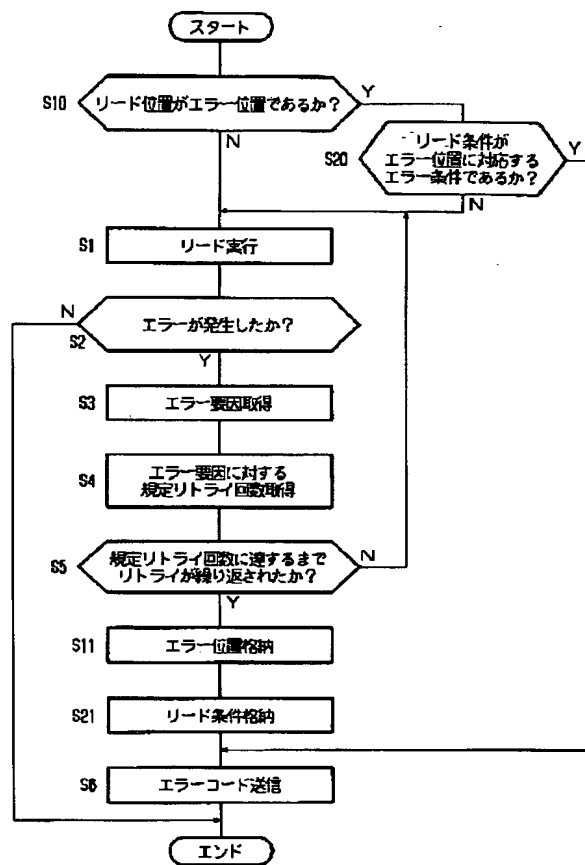 スタート
S10
リード位置がエラー位置であるか?
Y
N
S20
リード条件が
エラー位置に対応する
エラー条件であるか?
Y
N
S1
リード実行
N
エラーが発生したか?
S2
Y
S3
エラー要因取得
S4
エラー要因に対する
規定リトライ回数取得
S5
規定リトライ回数に達するまで
リトライが繰り返されたか?
N
Y
S11
エラー位置格納
S21
リード条件格納
S6
エラーコード送信
エンド